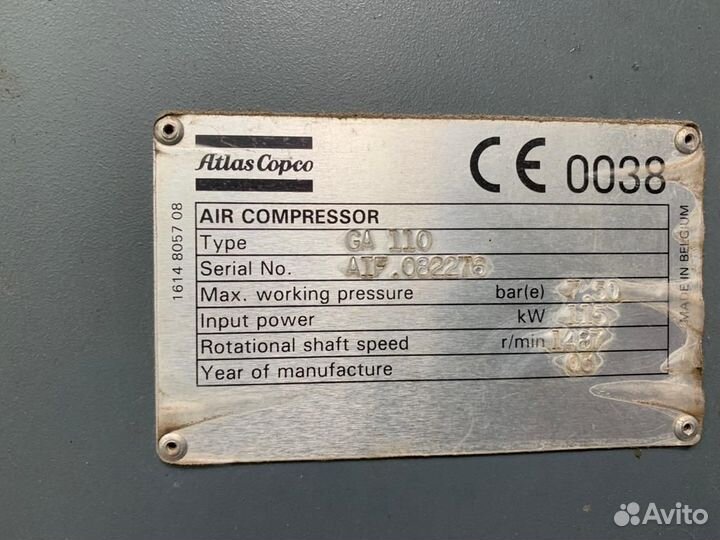 Atlas Copco
CE 0038
AIR COMPRESSOR
Type GA 110
Serial No. AIF.082276
Max. working pressure bar(e) 7.50
Input power kW
Rotational shaft speed r/min
Year of manufacture 06
1614 8057 08
MADE IN BELGIUM
Avito